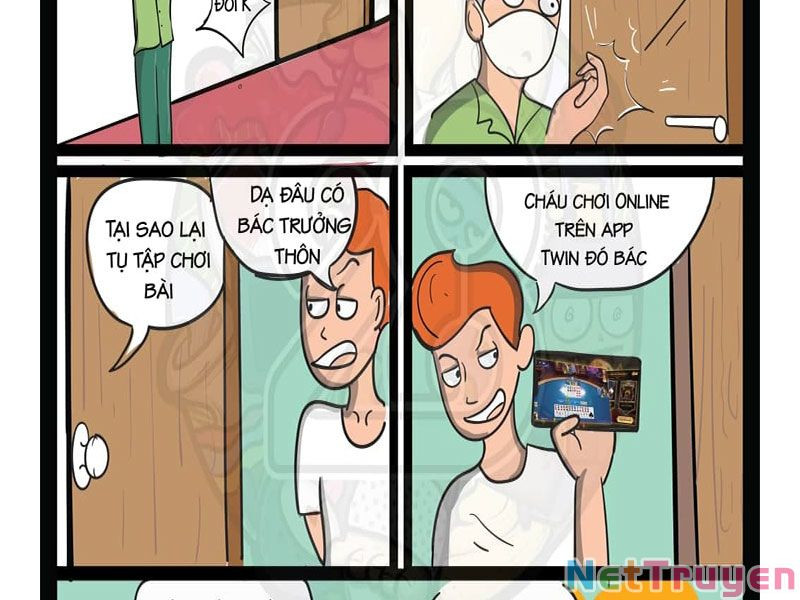 ĐÔI K
TẠI SAO LẠI
TỤ TẬP CHƠI
BÀI
DẠ ĐÂU CÓ
BÁC TRƯỞNG
THÔN
CHÁU CHƠI ONLINE
TRÊN APP
TWIN ĐÓ BÁC
NetTruyen